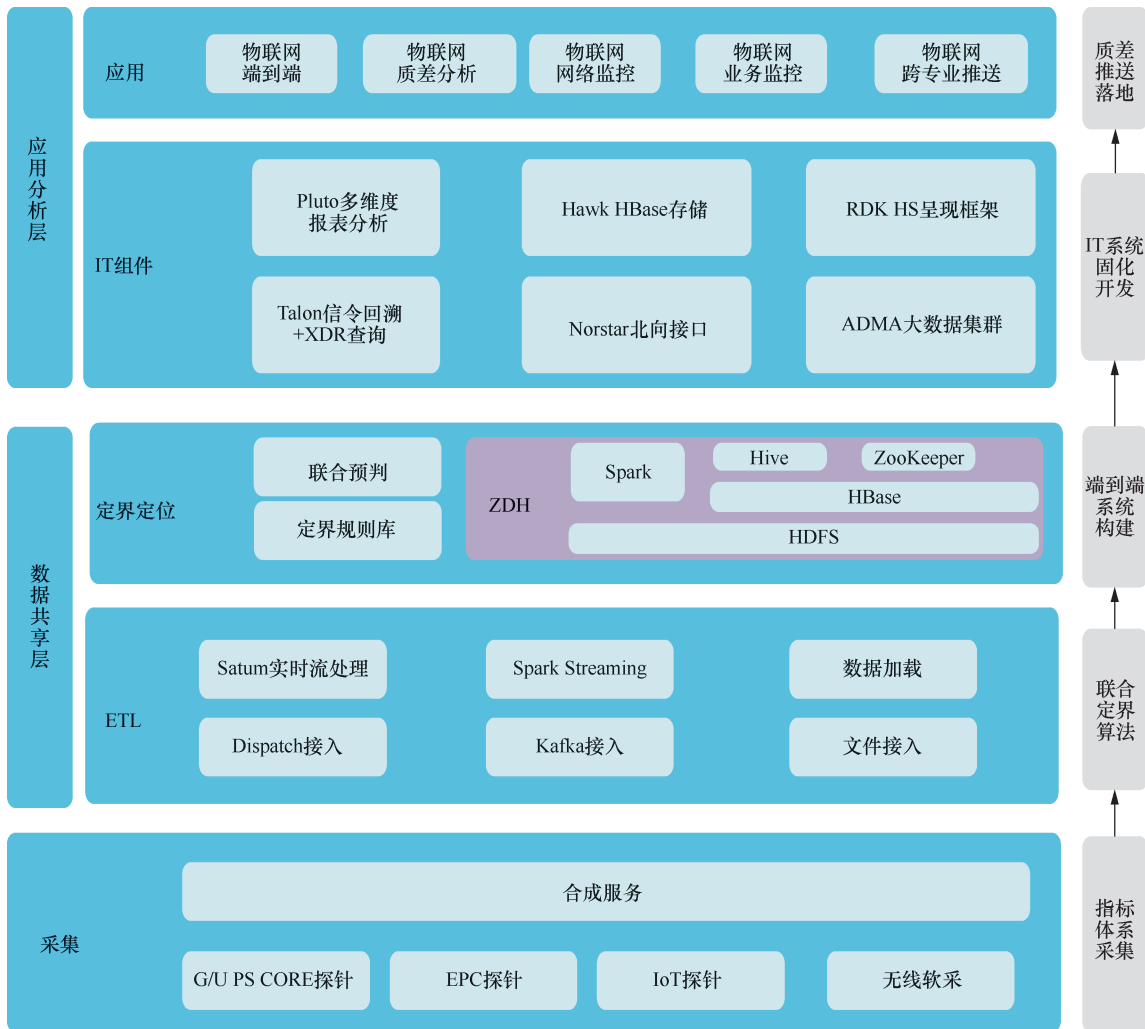 应用分析层
应用
物联网
端到端
物联网
质差分析
物联网
网络监控
物联网
业务监控
物联网
跨专业推送
IT组件
Pluto多维度
报表分析
Hawk HBase存储
RDK HS呈现框架
Talon信令回溯
+XDR查询
Norstar北向接口
ADMA大数据集群
数据共享层
定界定位
联合预判
定界规则库
ZDH
Spark
Hive
ZooKeeper
HBase
HDFS
ETL
Satum实时流处理
Spark Streaming
数据加载
Dispatch接入
Kafka接入
文件接入
采集
合成服务
G/U PS CORE探针
EPC探针
IoT探针
无线软采
质差
推送
落地
IT系统
固化
开发
端到端
系统
构建
联合
定界
算法
指标
体系
采集